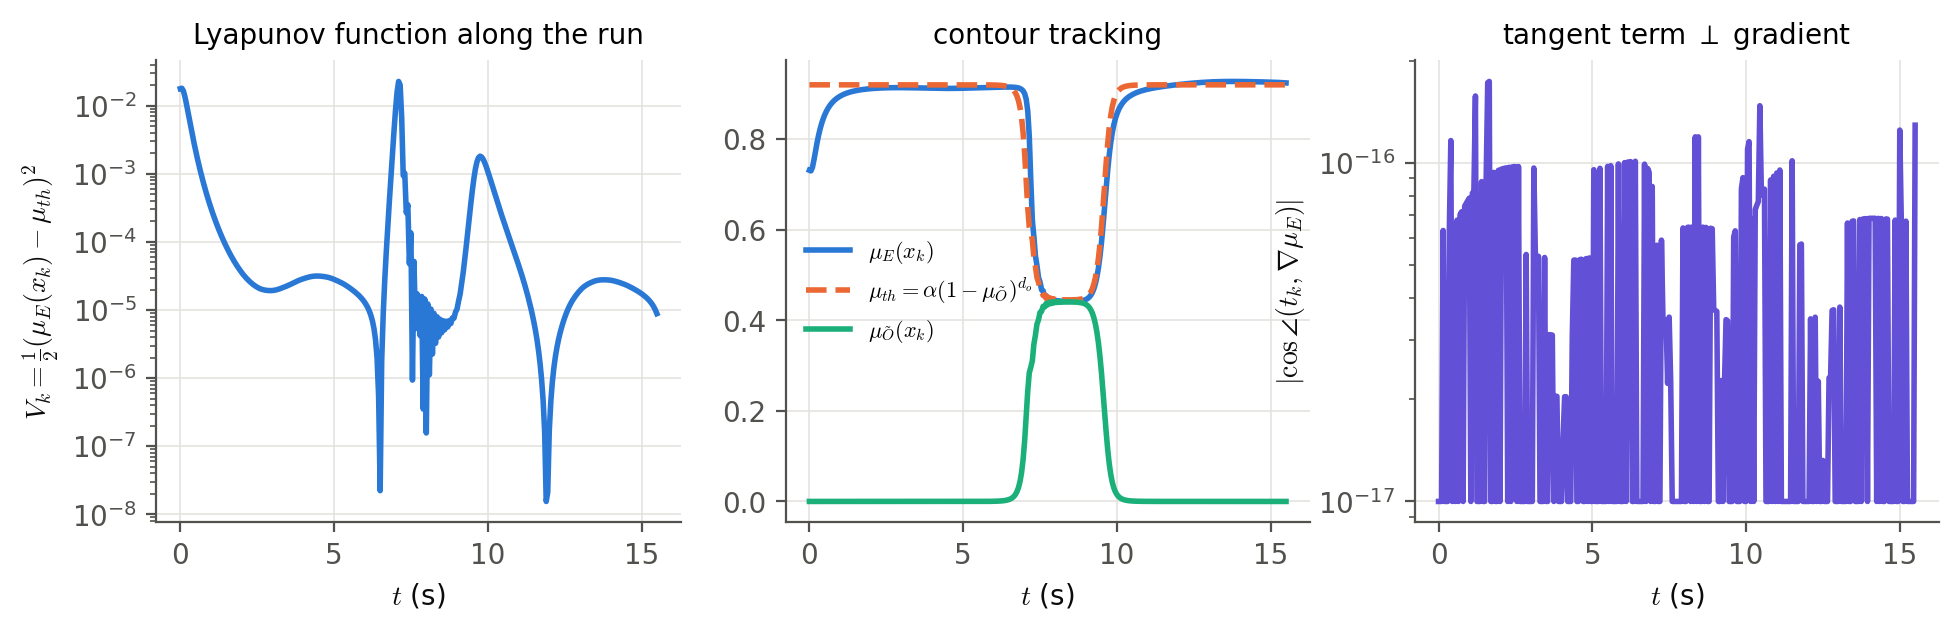 Lyapunov function along the run
V_k = 1/2 (μ_E(x_k) − μ_th)^2
10^−2
10^−3
10^−4
10^−5
10^−6
10^−7
10^−8
0 5 10 15
t (s)
contour tracking
0.8
0.6
0.4
0.2
0.0
μ_E(x_k)
μ_th = α(1 − μ_Õ)^{d_o}
μ_Õ(x_k)
0 5 10 15
t (s)
tangent term ⊥ gradient
|cos∠(t_k, ∇μ_E)|
10^−16
10^−17
0 5 10 15
t (s)